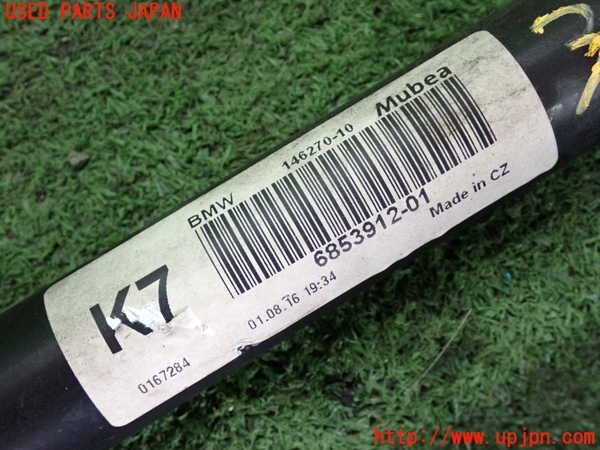 USED PARTS JAPAN
BMW 146270-10 Mubea
6853912-01
Made in CZ
K7
01.08.16 19:34
0167284
http://www.upjpn.com/